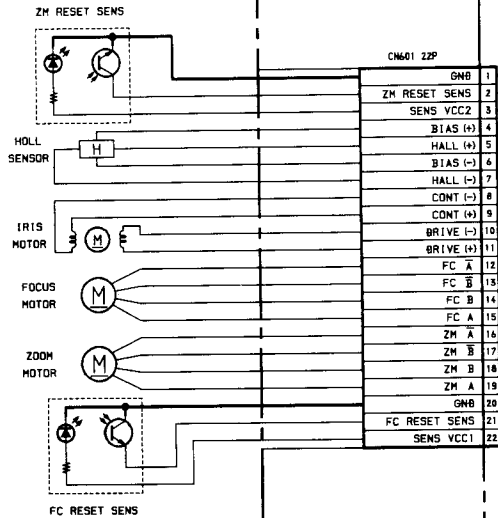 ZM RESET SENS
CN601 22P
GND 1
ZM RESET SENS 2
SENS VCC2 3
BIAS (+) 4
HALL (+) 5
BIAS (-) 6
HALL (-) 7
CONT (-) 8
CONT (+) 9
DRIVE (-) 10
DRIVE (+) 11
FC A̅ 12
FC B̅ 13
FC B 14
FC A 15
ZM A̅ 16
ZM B̅ 17
ZM B 18
ZM A 19
GND 20
FC RESET SENS 21
SENS VCC1 22
HOLL
SENSOR
H
IRIS
MOTOR
M
FOCUS
MOTOR
M
ZOOM
MOTOR
M
FC RESET SENS